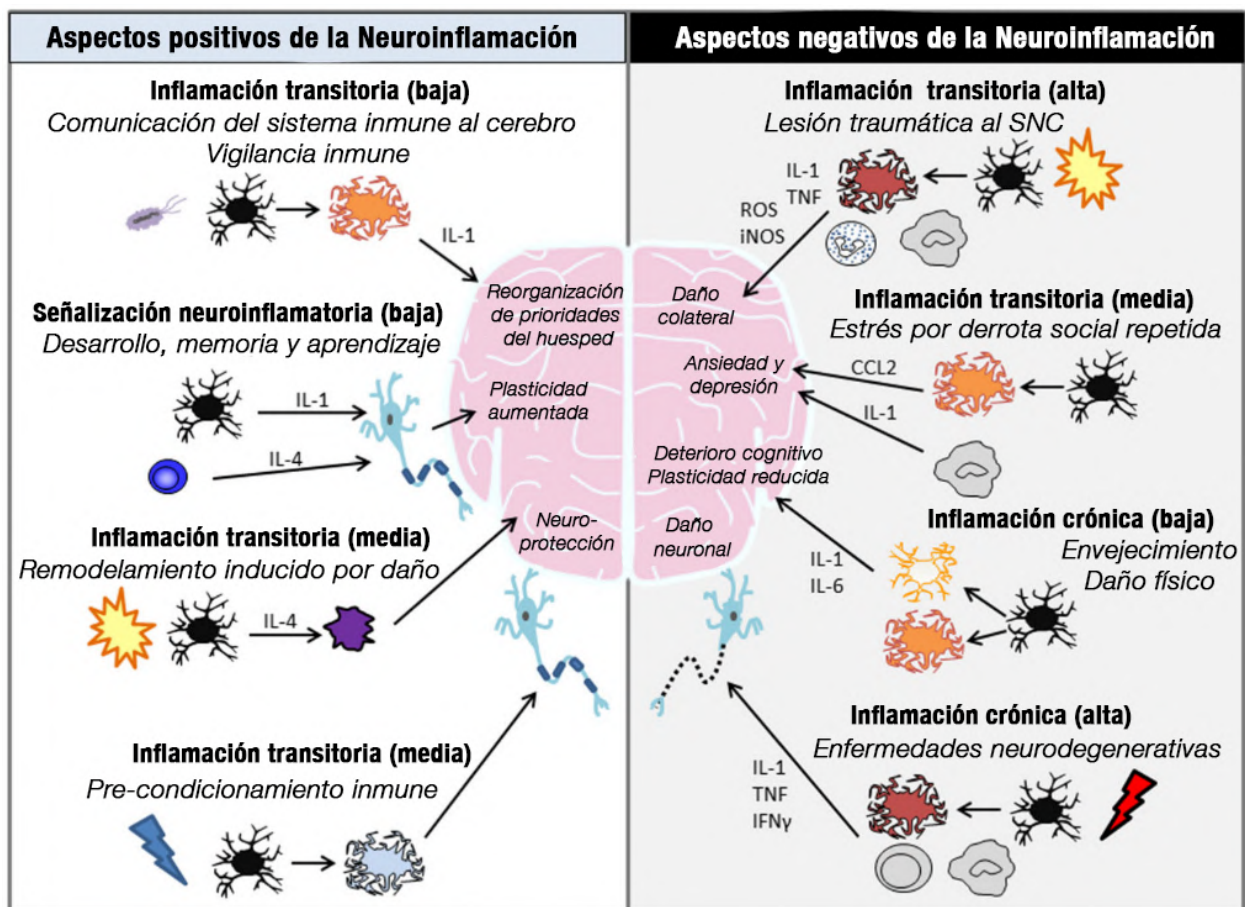 Aspectos positivos de la Neuroinflamación
Inflamación transitoria (baja)
Comunicación del sistema inmune al cerebro
Vigilancia inmune
IL-1
Reorganización
de prioridades
del huesped
Señalización neuroinflamatoria (baja)
Desarrollo, memoria y aprendizaje
IL-1
IL-4
Plasticidad
aumentada
Inflamación transitoria (media)
Remodelamiento inducido por daño
IL-4
Neuro-
protección
Inflamación transitoria (media)
Pre-condicionamiento inmune
Aspectos negativos de la Neuroinflamación
Inflamación transitoria (alta)
Lesión traumática al SNC
IL-1
TNF
ROS
iNOS
Daño
colateral
Inflamación transitoria (media)
Estrés por derrota social repetida
CCL2
IL-1
Ansiedad y
depresión
Deterioro cognitivo
Plasticidad reducida
Inflamación crónica (baja)
Envejecimiento
Daño físico
IL-1
IL-6
Daño
neuronal
Inflamación crónica (alta)
Enfermedades neurodegenerativas
IL-1
TNF
IFNγ